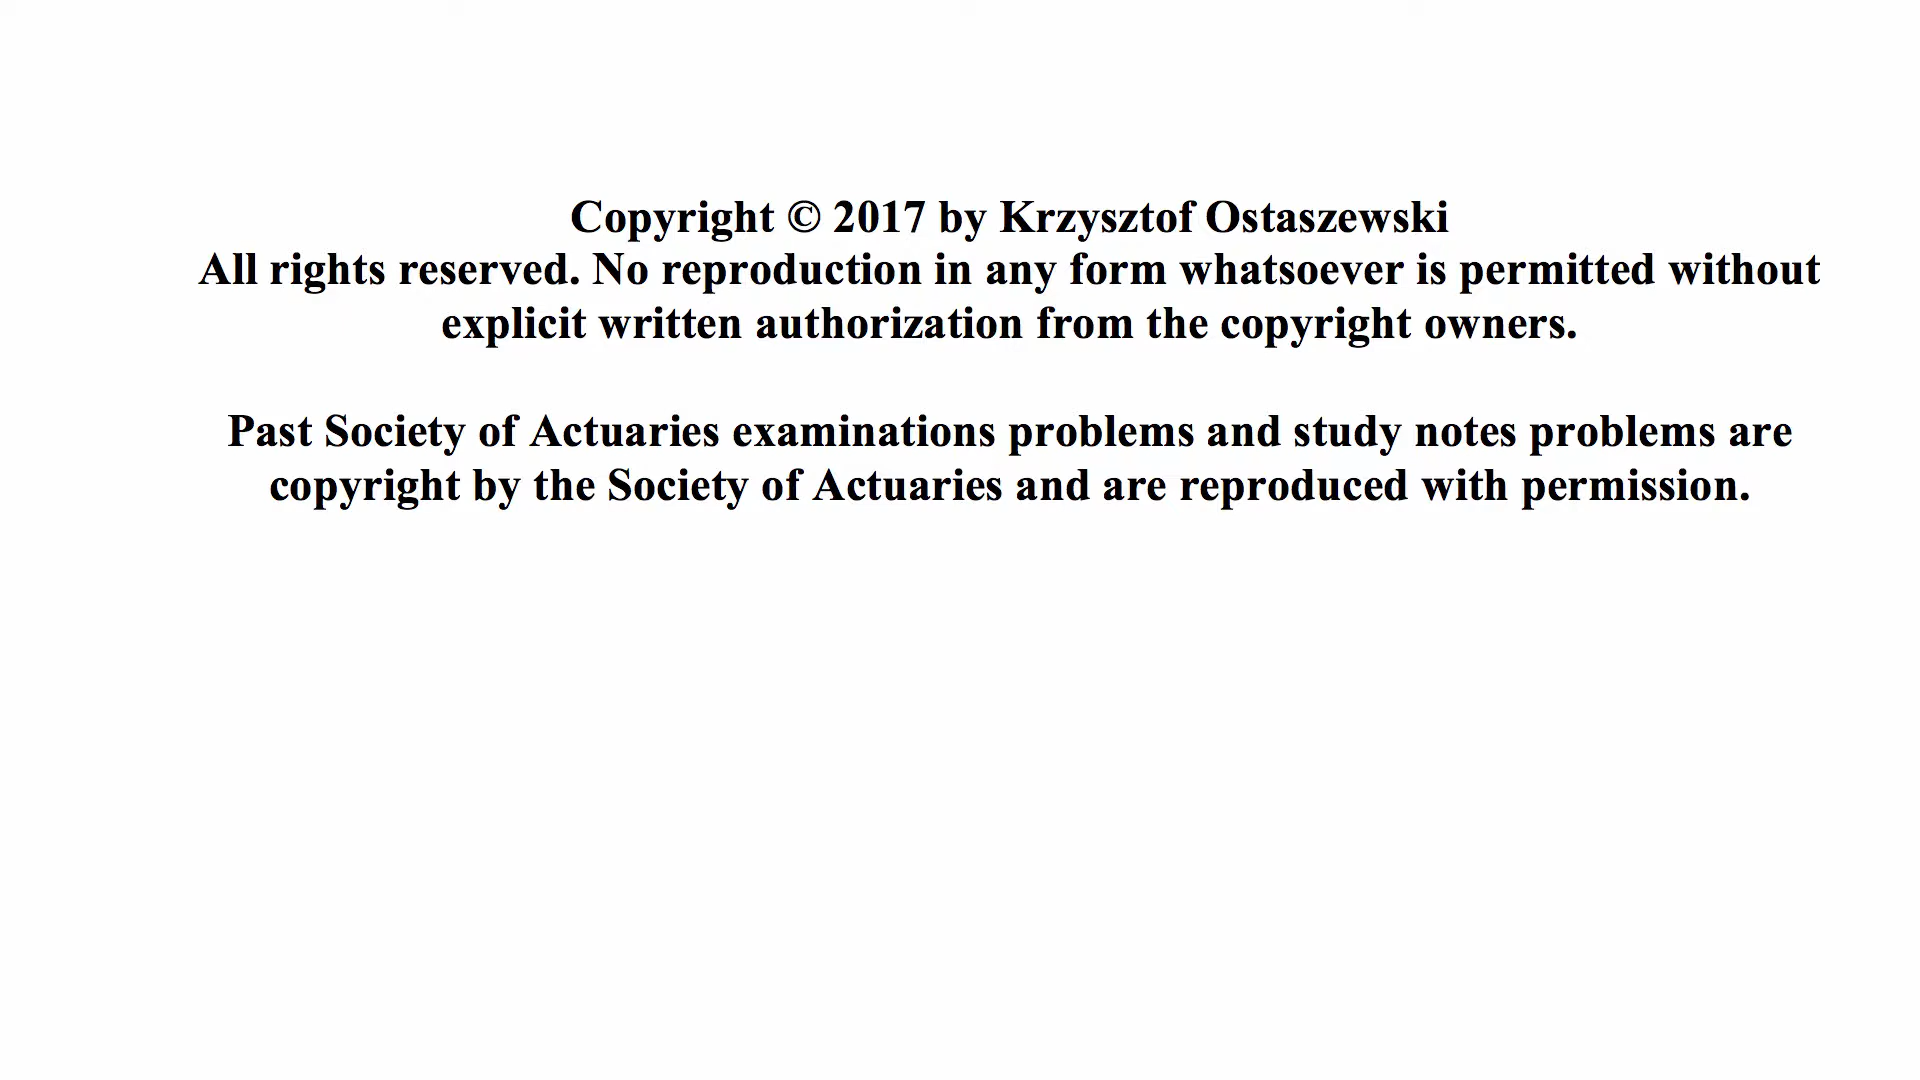 Copyright © 2017 by Krzysztof Ostaszewski
All rights reserved. No reproduction in any form whatsoever is permitted without
explicit written authorization from the copyright owners.
Past Society of Actuaries examinations problems and study notes problems are
copyright by the Society of Actuaries and are reproduced with permission.